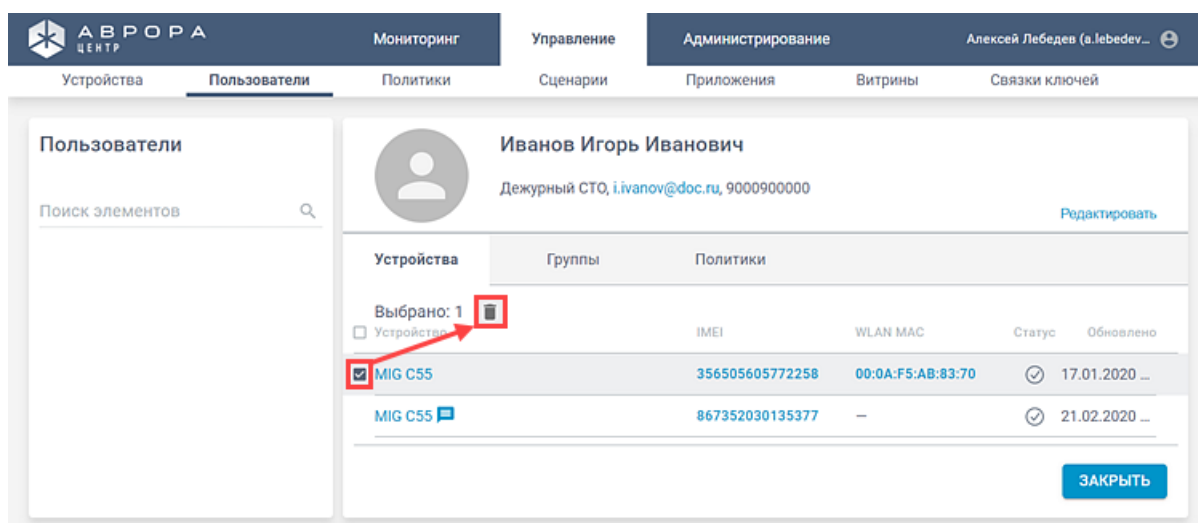 АВРОРА
ЦЕНТР
Мониторинг Управление Администрирование Алексей Лебедев (a.lebedev...
Устройства Пользователи Политики Сценарии Приложения Витрины Связки ключей
Пользователи
Поиск элементов
Иванов Игорь Иванович
Дежурный СТО, i.ivanov@doc.ru, 9000900000
Редактировать
Устройства Группы Политики
Выбрано: 1
Устройство IMEI WLAN MAC Статус Обновлено
MIG C55 356505605772258 00:0A:F5:AB:83:70 17.01.2020 ...
MIG C55 867352030135377 — 21.02.2020 ...
ЗАКРЫТЬ